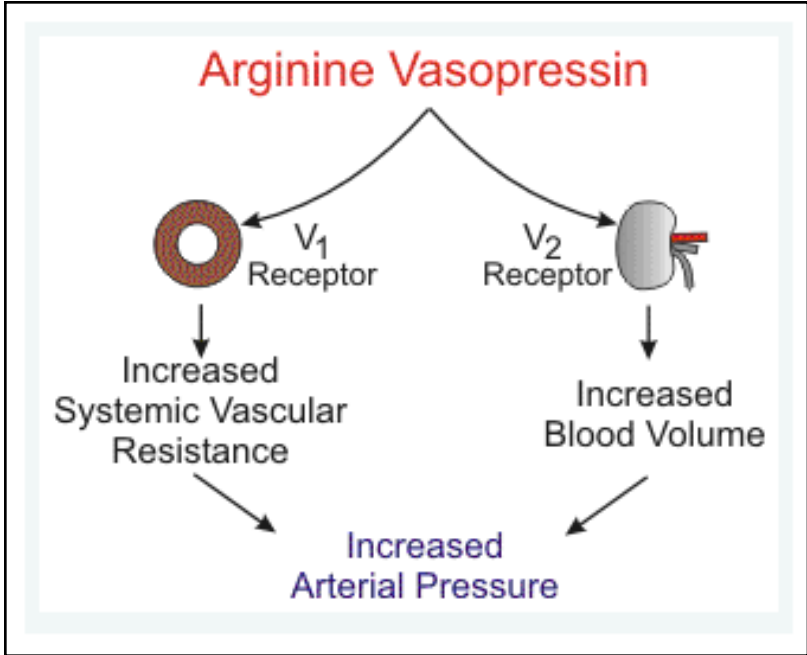 Arginine Vasopressin
V1
Receptor
V2
Receptor
Increased
Systemic Vascular
Resistance
Increased
Blood Volume
Increased
Arterial Pressure